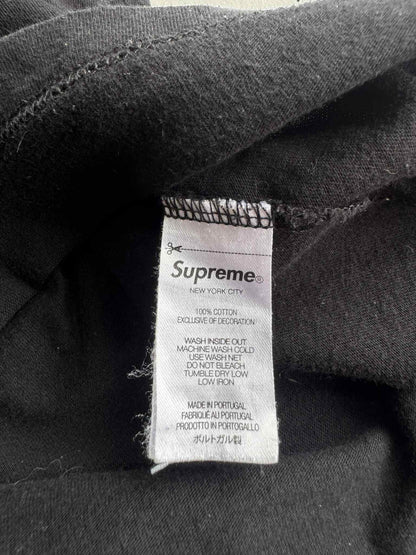 Supreme®
NEW YORK CITY
100% COTTON
EXCLUSIVE OF DECORATION
WASH INSIDE OUT
MACHINE WASH COLD
USE WASH NET
DO NOT BLEACH
TUMBLE DRY LOW
LOW IRON
MADE IN PORTUGAL
FABRIQUÉ AU PORTUGAL
PRODOTTO IN PORTOGALLO
ポルトガル製